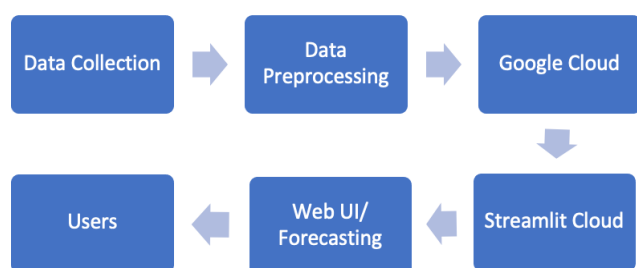 Data Collection
Data
Preprocessing
Google Cloud
Streamlit Cloud
Web UI/
Forecasting
Users